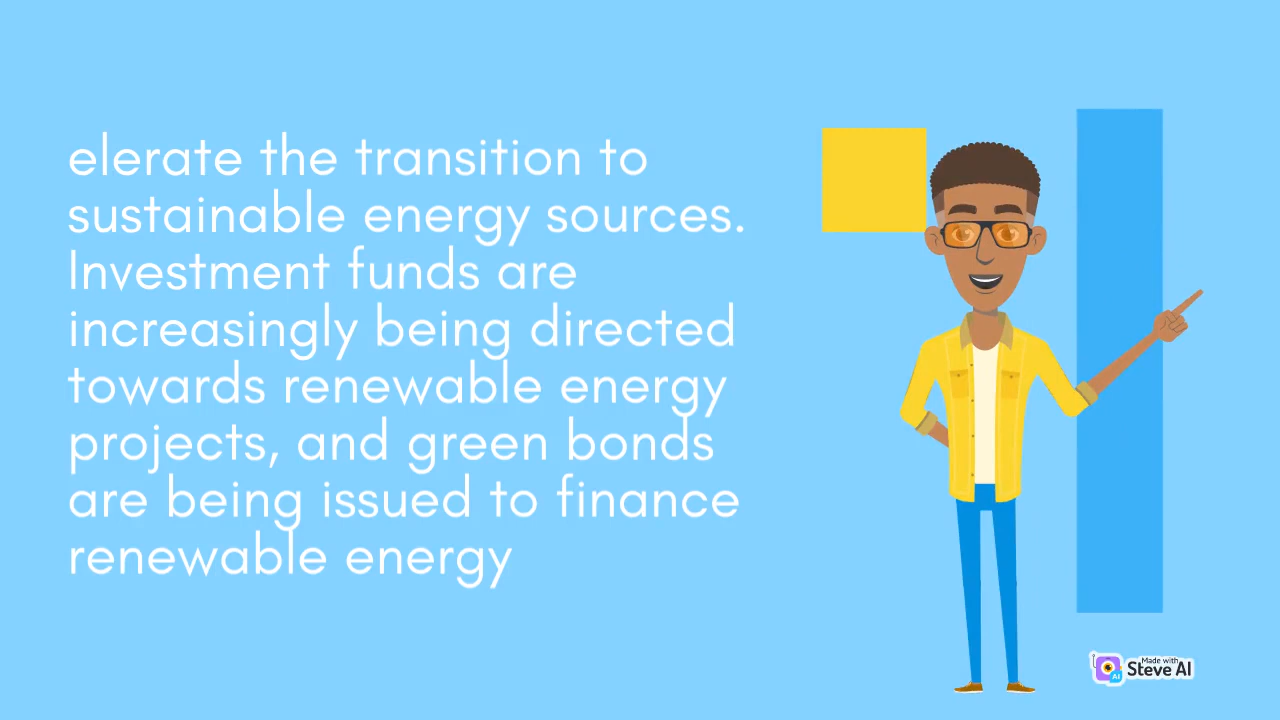 elerate the transition to
sustainable energy sources.
Investment funds are
increasingly being directed
towards renewable energy
projects, and green bonds
are being issued to finance
renewable energy
Made with
Steve AI
AI